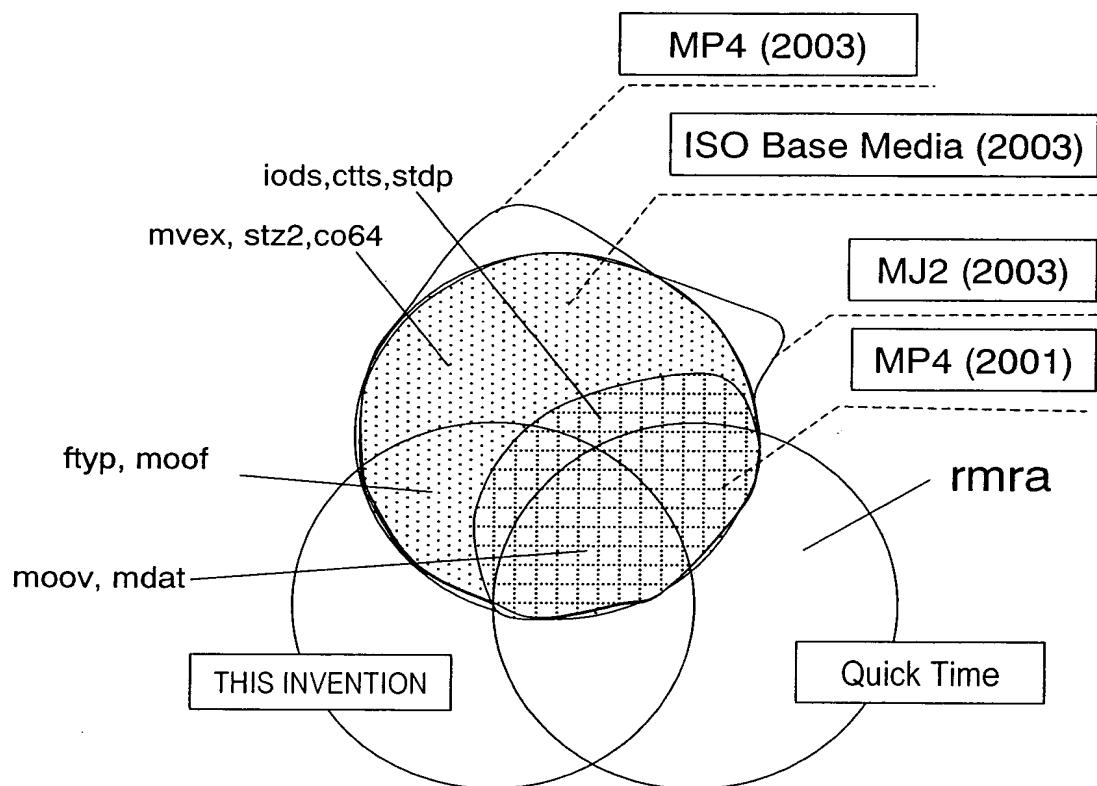 MP4 (2003)
ISO Base Media (2003)
iods,ctts,stdp
mvex, stz2,co64
MJ2 (2003)
MP4 (2001)
ftyp, moof
rmra
moov, mdat
THIS INVENTION
Quick Time